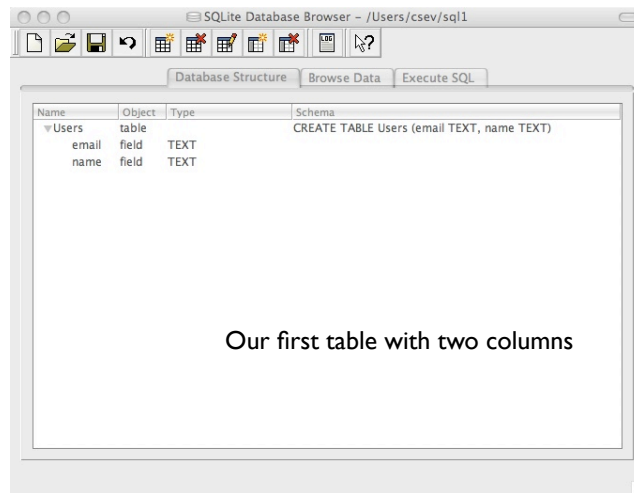 SQLite Database Browser - /Users/csev/sql1
LOG
?
Database Structure Browse Data Execute SQL
Name Object Type Schema
Users table CREATE TABLE Users (email TEXT, name TEXT)
email field TEXT
name field TEXT
Our first table with two columns